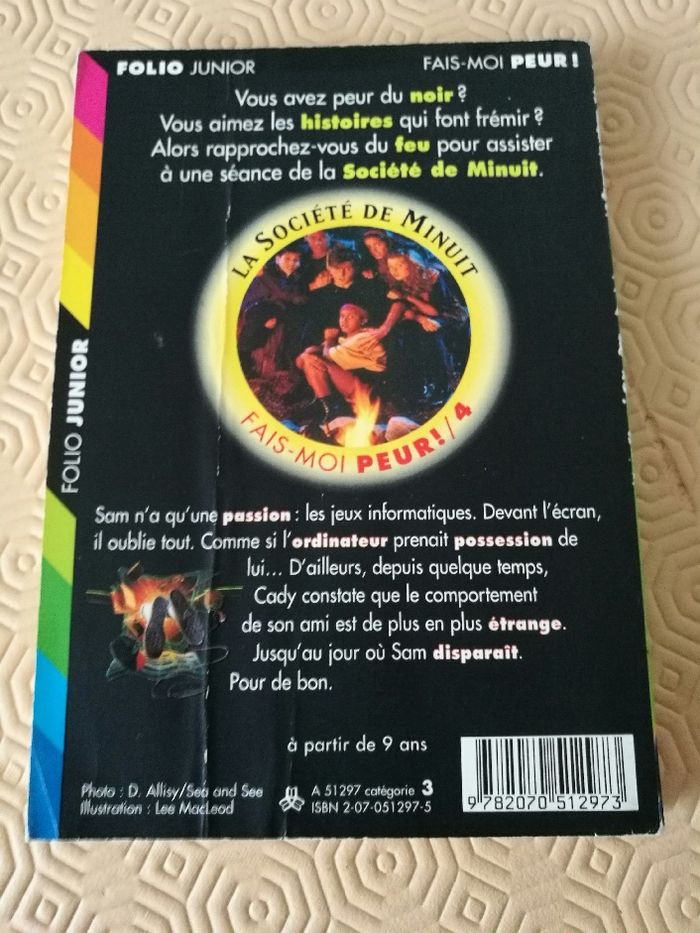 FOLIO JUNIOR
FAIS-MOI PEUR!
Vous avez peur du noir ?
Vous aimez les histoires qui font frémir ?
Alors rapprochez-vous du feu pour assister
à une séance de la Société de Minuit.
LA SOCIÉTÉ DE MINUIT
FAIS-MOI PEUR!/4
FOLIO JUNIOR
Sam n'a qu'une passion : les jeux informatiques. Devant l'écran,
il oublie tout. Comme si l'ordinateur prenait possession de
lui... D'ailleurs, depuis quelque temps,
Cady constate que le comportement
de son ami est de plus en plus étrange.
Jusqu'au jour où Sam disparaît.
Pour de bon.
à partir de 9 ans
Photo : D. Allisy/Sea and See
Illustration : Lee MacLeod
A 51297 catégorie 3
ISBN 2-07-051297-5
9 782070 512973